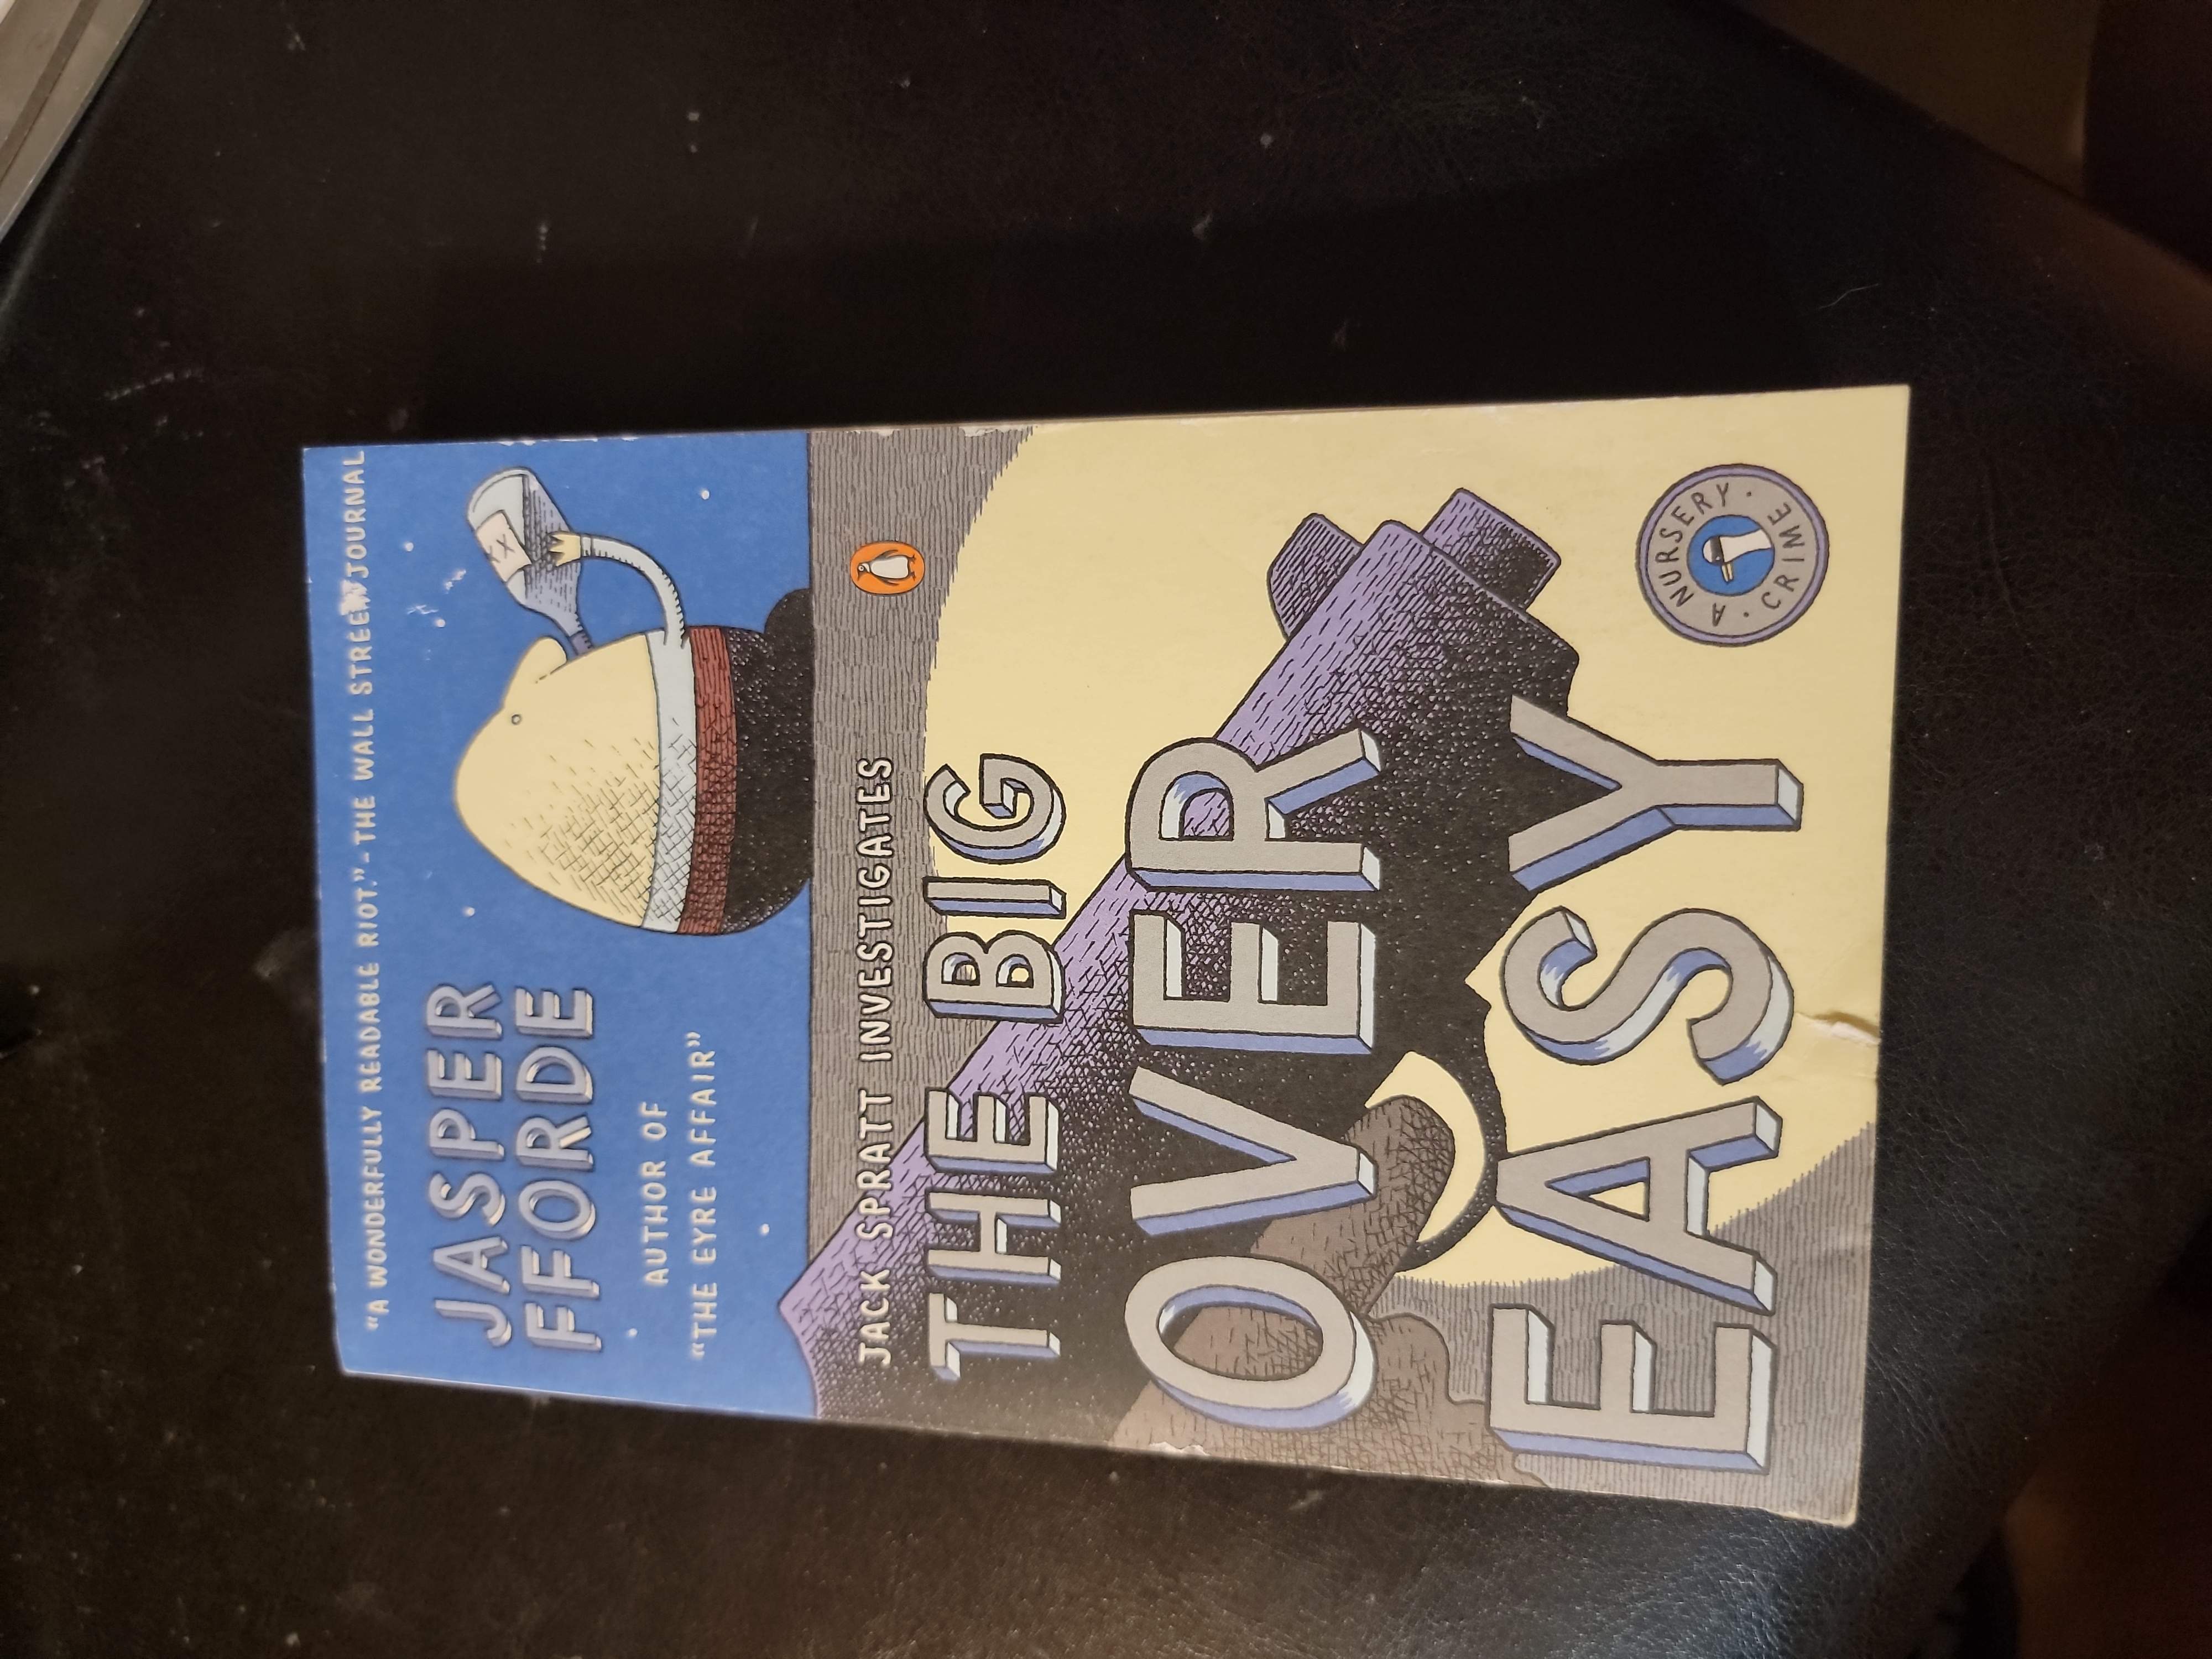 "A WONDERFULLY READABLE RIOT."-THE WALL STREET JOURNAL
JASPER
FFORDE
AUTHOR OF
"THE EYRE AFFAIR"
XX
JACK SPRATT INVESTIGATES
THE BIG
OVER
EASY
A NURSERY · CRIME ·